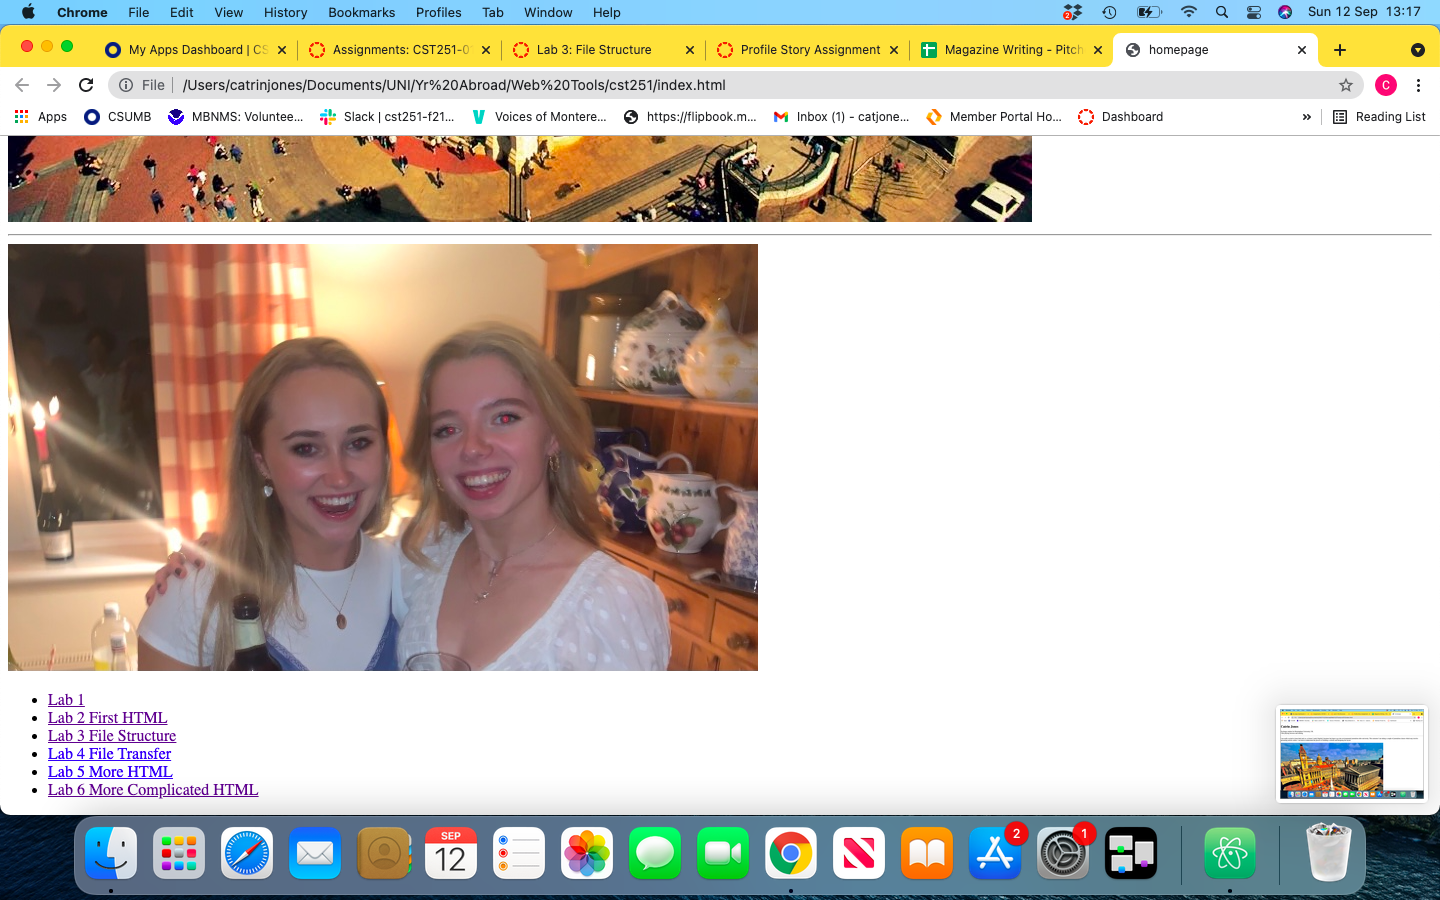 Chrome File Edit View History Bookmarks Profiles Tab Window Help 2 Sun 12 Sep 13:17
My Apps Dashboard | CS Assignments: CST251-0 Lab 3: File Structure Profile Story Assignment Magazine Writing - Pitch homepage
File /Users/catrinjones/Documents/UNI/Yr%20Abroad/Web%20Tools/cst251/index.html C
Apps CSUMB MBNMS: Voluntee... Slack | cst251-f21... Voices of Montere... https://flipbook.m... Inbox (1) - catjone... Member Portal Ho... Dashboard » Reading List
Lab 1
Lab 2 First HTML
Lab 3 File Structure
Lab 4 File Transfer
Lab 5 More HTML
Lab 6 More Complicated HTML
SEP
12
2
1